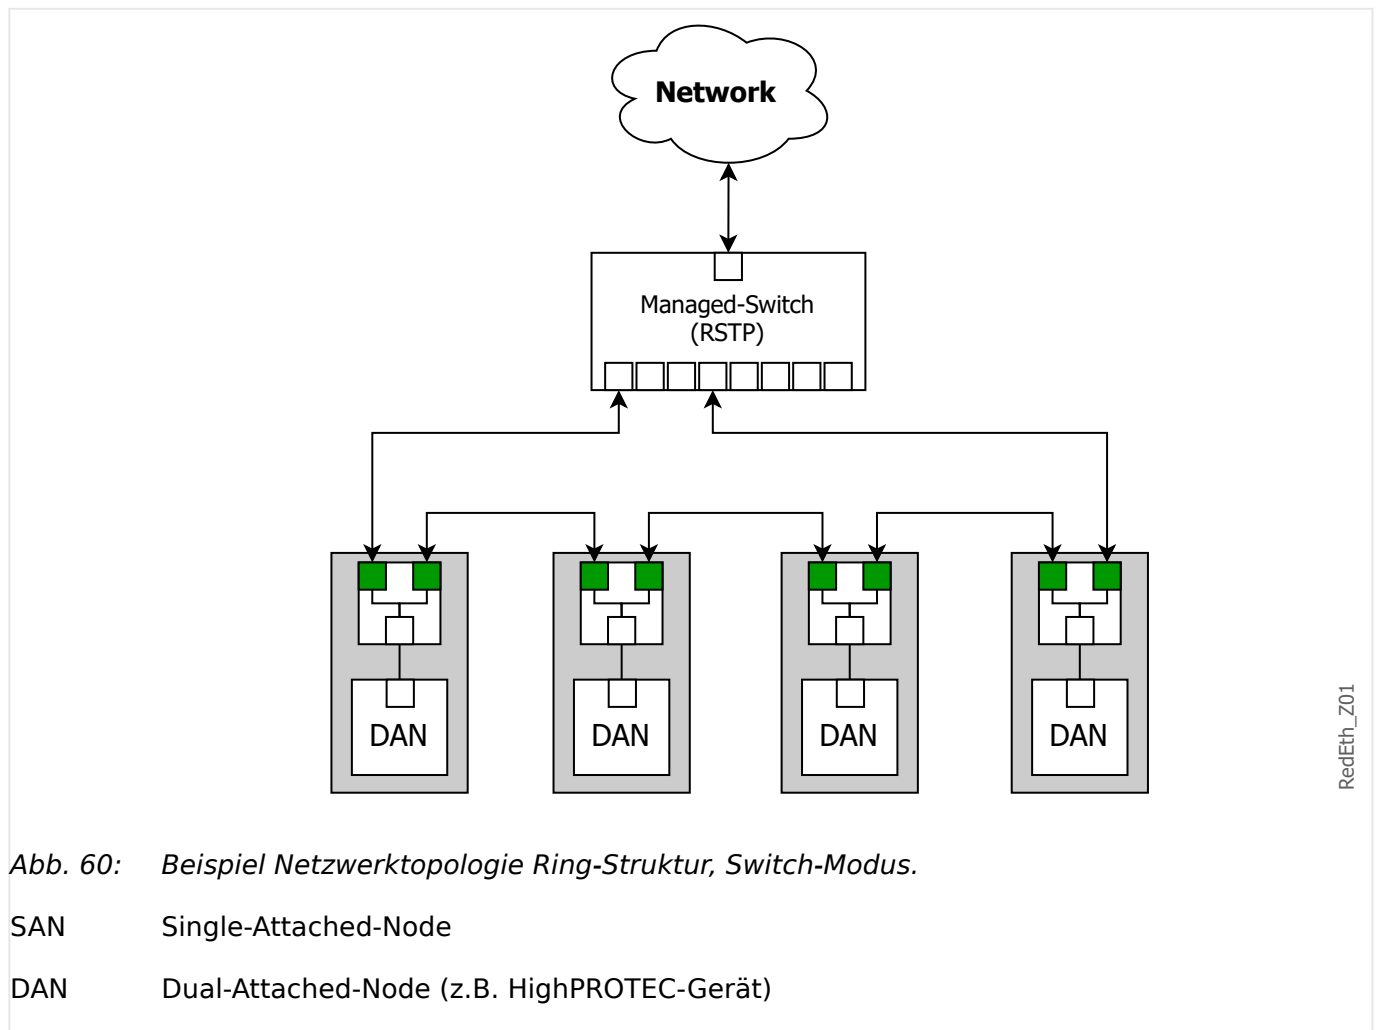 Network
Managed-Switch
(RSTP)
DAN
DAN
DAN
DAN
RedEth_Z01
Abb. 60: Beispiel Netzwerktopologie Ring-Struktur, Switch-Modus.
SAN Single-Attached-Node
DAN Dual-Attached-Node (z.B. HighPROTEC-Gerät)